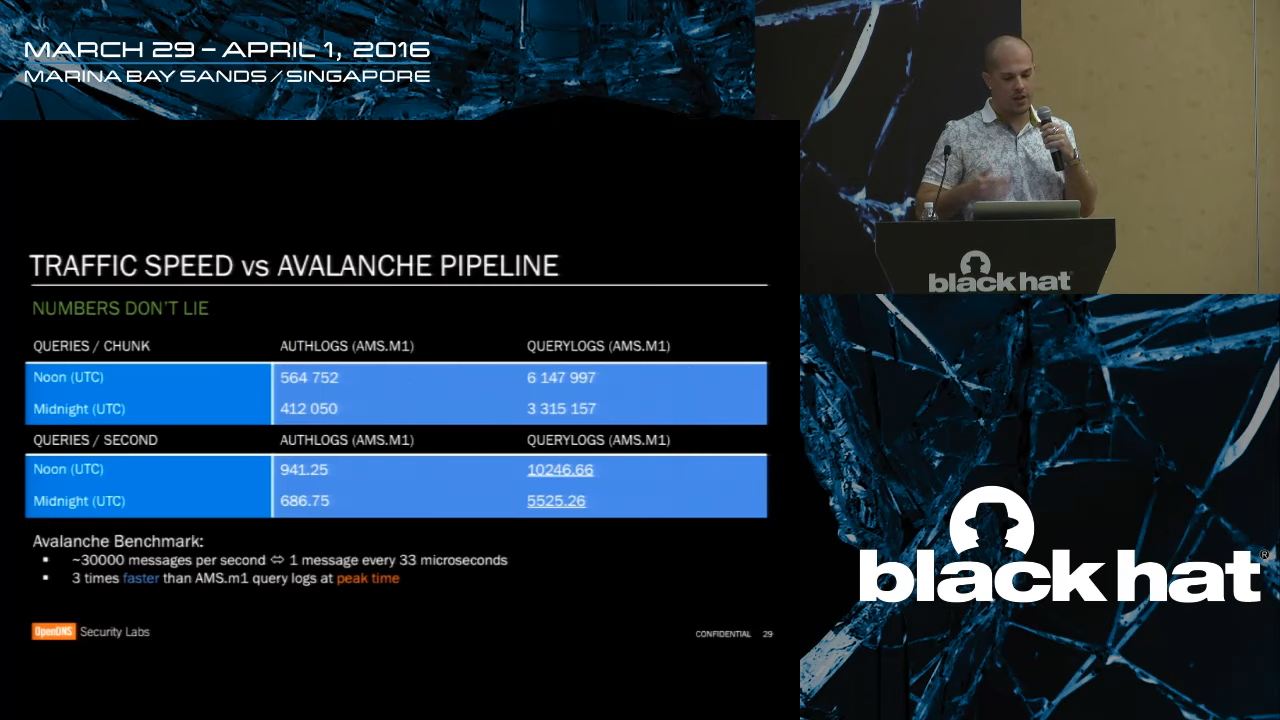 MARCH 29 – APRIL 1, 2016
MARINA BAY SANDS / SINGAPORE
black hat
TRAFFIC SPEED vs AVALANCHE PIPELINE
NUMBERS DON'T LIE
QUERIES / CHUNK AUTHLOGS (AMS.M1) QUERYLOGS (AMS.M1)
Noon (UTC) 564 752 6 147 997
Midnight (UTC) 412 050 3 315 157
QUERIES / SECOND AUTHLOGS (AMS.M1) QUERYLOGS (AMS.M1)
Noon (UTC) 941.25 10246.66
Midnight (UTC) 686.75 5525.26
Avalanche Benchmark:
▪ ~30000 messages per second ⇔ 1 message every 33 microseconds
▪ 3 times faster than AMS.m1 query logs at peak time
OpenDNS Security Labs
CONFIDENTIAL 29
black hat®